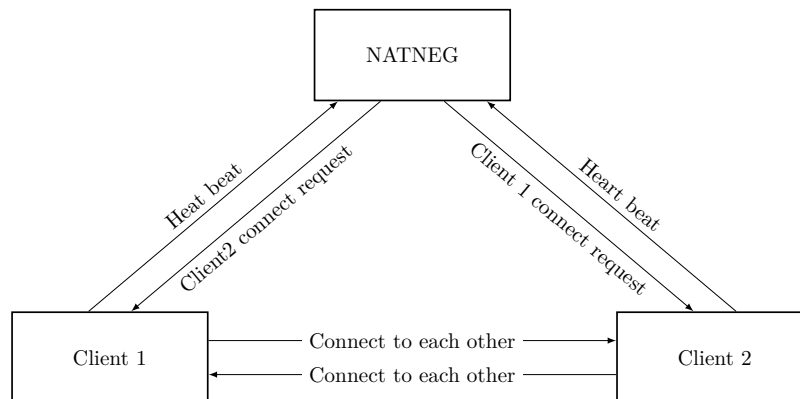 NATNEG
Heat beat
Client2 connect request
Client 1 connect request
Heart beat
Client 1
Connect to each other
Connect to each other
Client 2